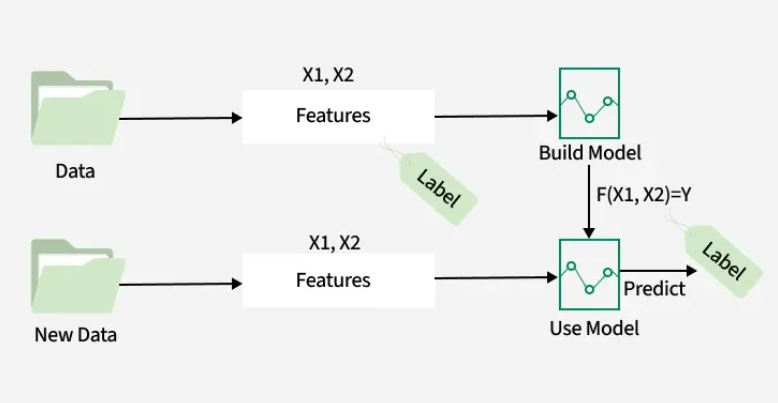 X1, X2
Features
Data
Label
Build Model
F(X1, X2)=Y
X1, X2
Features
New Data
Use Model
Predict
Label